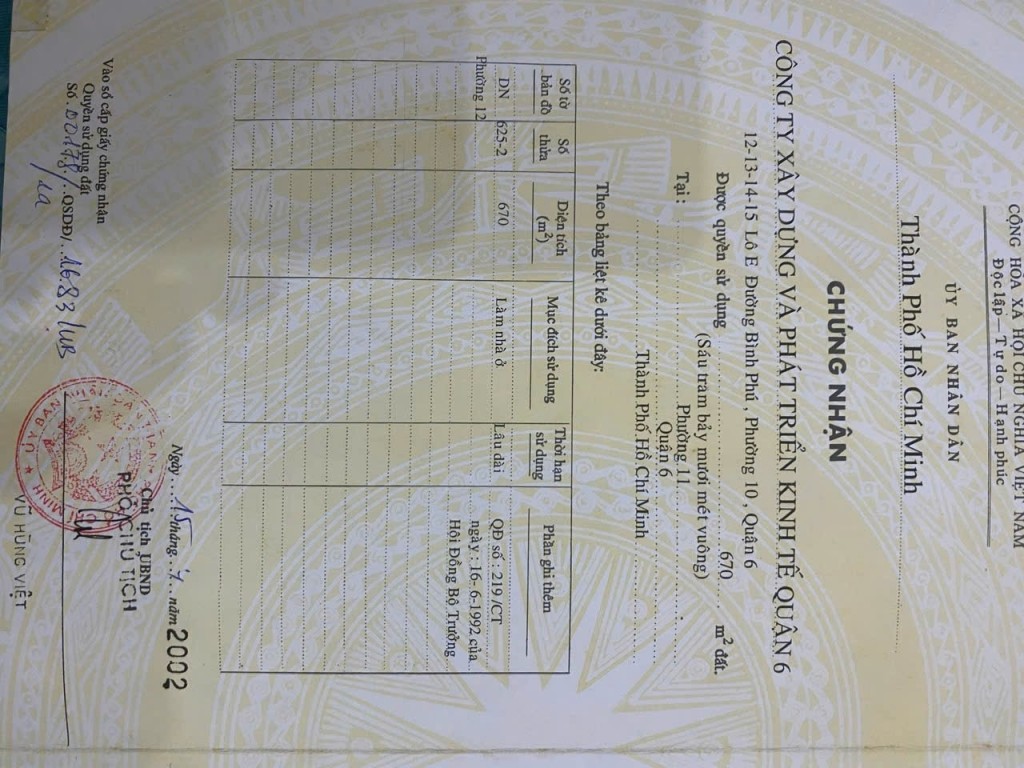 CỘNG HÒA XÃ HỘI CHỦ NGHĨA VIỆT NAM
Độc lập — Tự do — Hạnh phúc
ỦY BAN NHÂN DÂN
Thành Phố Hồ Chí Minh
CHỨNG NHẬN
CÔNG TY XÂY DỰNG VÀ PHÁT TRIỂN KINH TẾ QUẬN 6
12-13-14-15 Lô E Đường Bình Phú , Phường 10 , Quận 6
Được quyền sử dụng 670 m² đất.
(Sáu trăm bảy mươi mét vuông)
Tại : Phường 11
Quận 6
Thành Phố Hồ Chí Minh
Theo bảng liệt kê dưới đây:
Số tờ bản đồ Số thửa Diện tích (m²) Mục đích sử dụng Thời hạn sử dụng Phần ghi thêm
DN 625-2 670 Làm nhà ở Lâu dài QĐ số : 219 /CT
Phường 12 ngày : 16-6-1992 của
Hội Đồng Bộ Trưởng
Ngày 15 tháng 7 năm 2002
Chủ tịch UBND
PHÓ CHỦ TỊCH
VŨ HÙNG VIỆT
Vào sổ cấp giấy chứng nhận
Quyền sử dụng đất
Số 00178/ QSDĐ/ 1683/UB